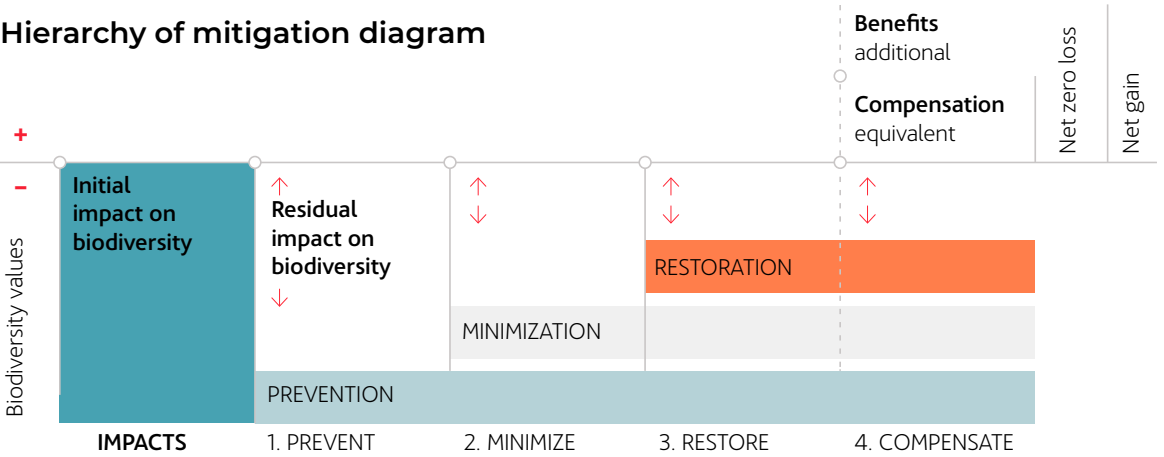 Hierarchy of mitigation diagram
Benefits
additional
Compensation
equivalent
Net zero loss
Net gain
+
–
Biodiversity values
Initial
impact on
biodiversity
Residual
impact on
biodiversity
RESTORATION
MINIMIZATION
PREVENTION
IMPACTS
1. PREVENT
2. MINIMIZE
3. RESTORE
4. COMPENSATE